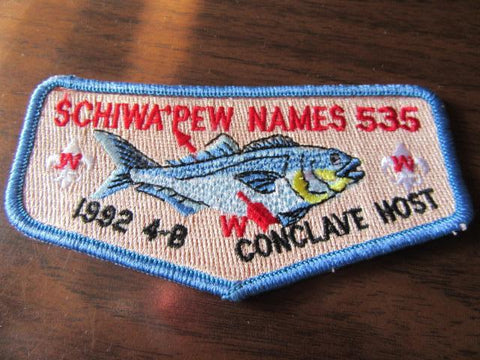 SCHIWA'PEW NAMES 535
W W
W
1992 4-B CONCLAVE HOST